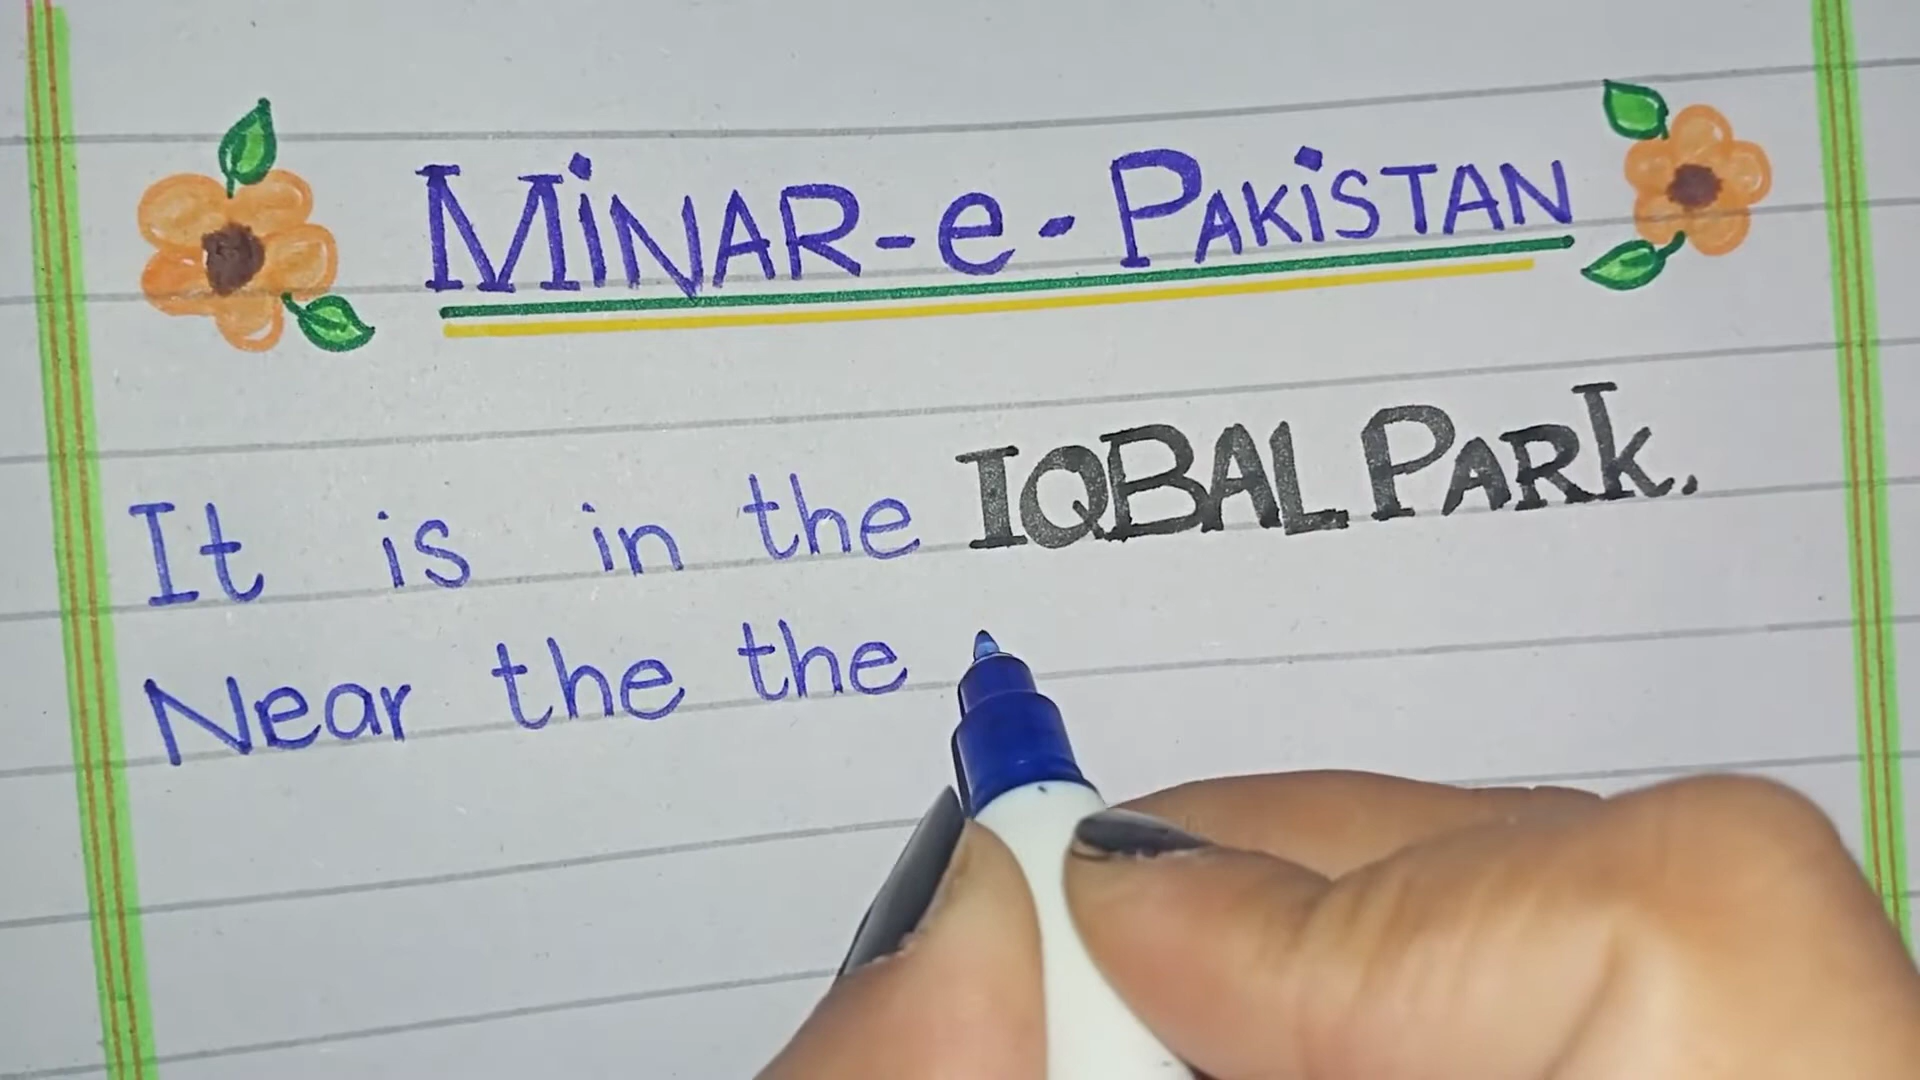 MiNAR-e-PAKiSTAN
It is in the IQBAL PARk.
Near the the